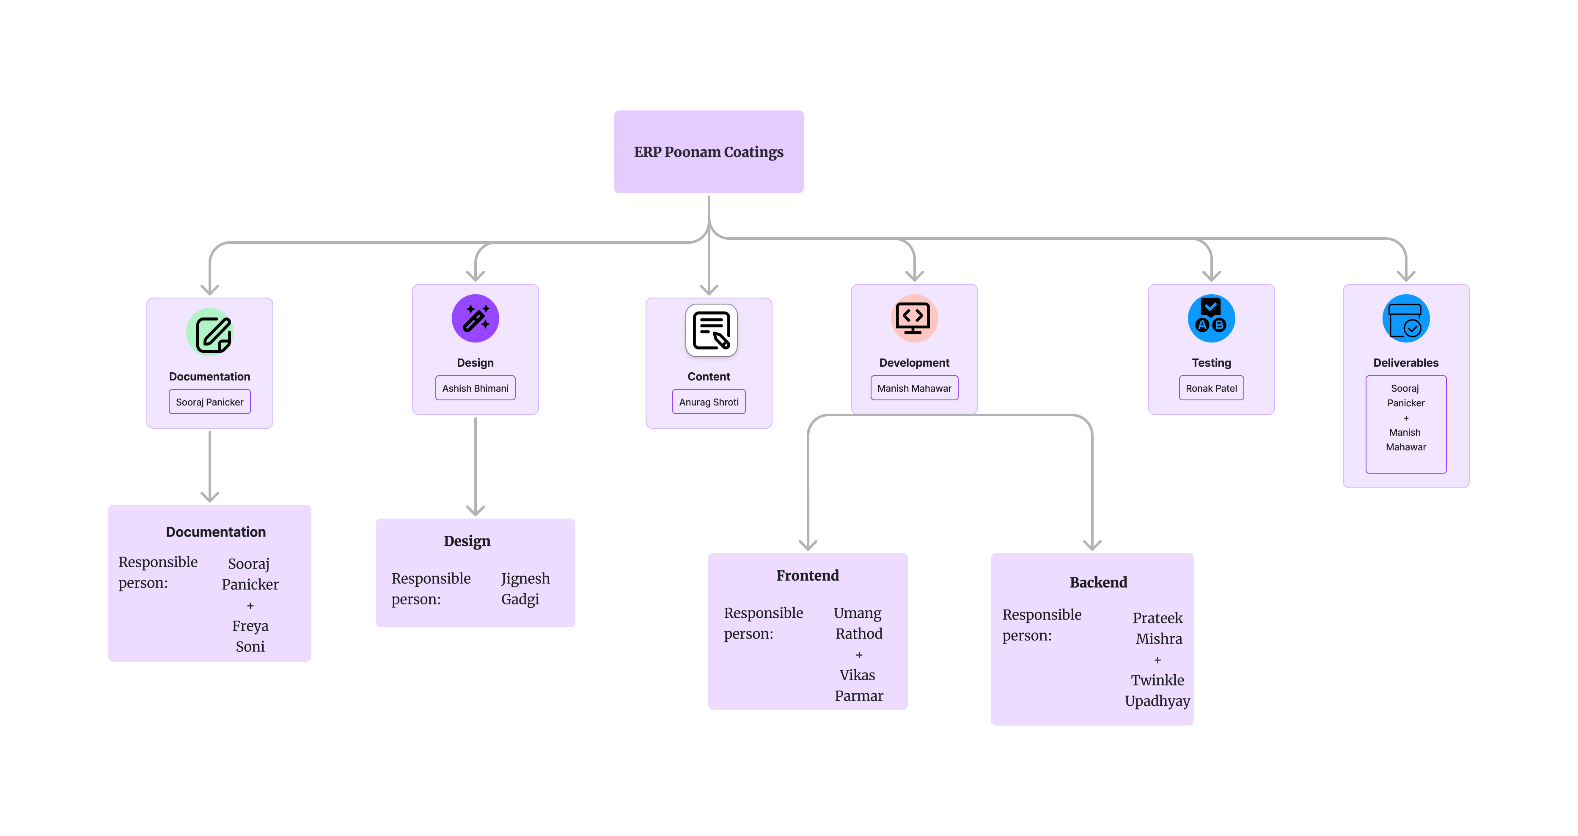 ERP Poonam Coatings
Documentation
Sooraj Panicker
Design
Ashish Bhimani
Content
Anurag Shroti
Development
Manish Mahawar
Testing
A B
Ronak Patel
Deliverables
Sooraj
Panicker
+
Manish
Mahawar
Documentation
Responsible
person:
Sooraj
Panicker
+
Freya
Soni
Design
Responsible
person:
Jignesh
Gadgi
Frontend
Responsible
person:
Umang
Rathod
+
Vikas
Parmar
Backend
Responsible
person:
Prateek
Mishra
+
Twinkle
Upadhyay